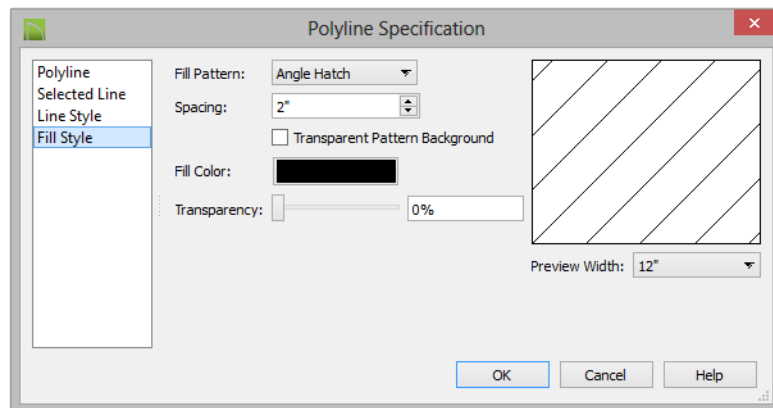 Polyline Specification
Polyline
Selected Line
Line Style
Fill Style
Fill Pattern: Angle Hatch
Spacing: 2"
Transparent Pattern Background
Fill Color:
Transparency: 0%
Preview Width: 12"
OK Cancel Help